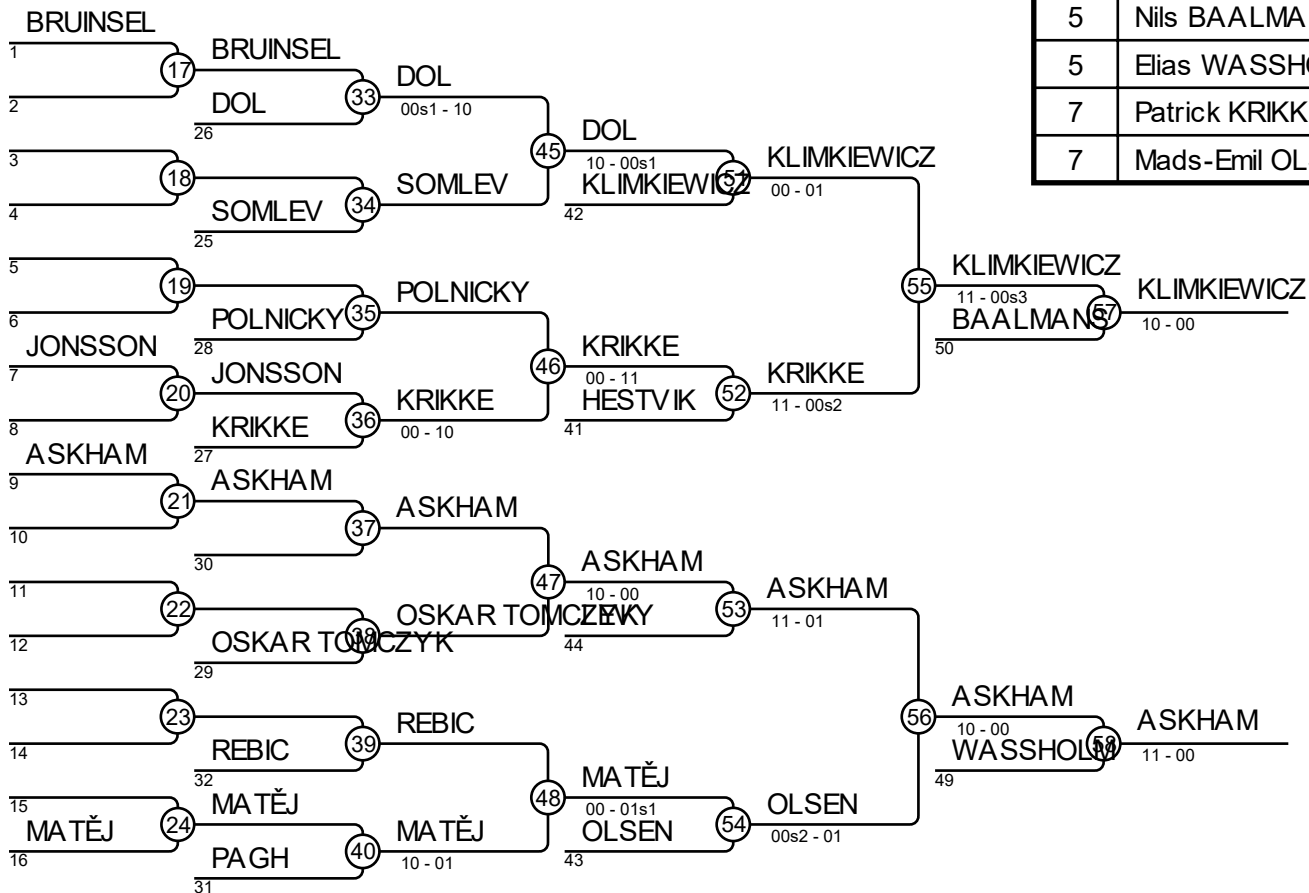 BRUINSEL
1
17
2
3
18
4
5
19
6
JONSSON
7
20
8
ASKHAM
9
21
10
11
22
12
13
23
14
15
24
MATĚJ
16
BRUINSEL
33
DOL
26
34
SOMLEV
25
35
POLNICKY
28
JONSSON
36
KRIKKE
27
ASKHAM
37
30
38
OSKAR TOMCZYK
29
39
REBIC
32
MATĚJ
40
PAGH
31
DOL
00s1 - 10
45
SOMLEV
POLNICKY
46
KRIKKE
00 - 10
ASKHAM
47
OSKAR TOMCZYK
REBIC
48
MATĚJ
10 - 01
DOL
10 - 00s1
51
KLIMKIEWICZ
42
KRIKKE
00 - 11
52
HESTVIK
41
ASKHAM
10 - 00
53
44
MATĚJ
00 - 01s1
54
OLSEN
43
KLIMKIEWICZ
00 - 01
55
KRIKKE
11 - 00s2
ASKHAM
11 - 01
56
OLSEN
00s2 - 01
KLIMKIEWICZ
11 - 00s3
57
BAALMANS
50
ASKHAM
10 - 00
58
WASSHOLM
49
KLIMKIEWICZ
10 - 00
ASKHAM
11 - 00
5 Nils BAALMA
5 Elias WASSHO
7 Patrick KRIKK
7 Mads-Emil OL